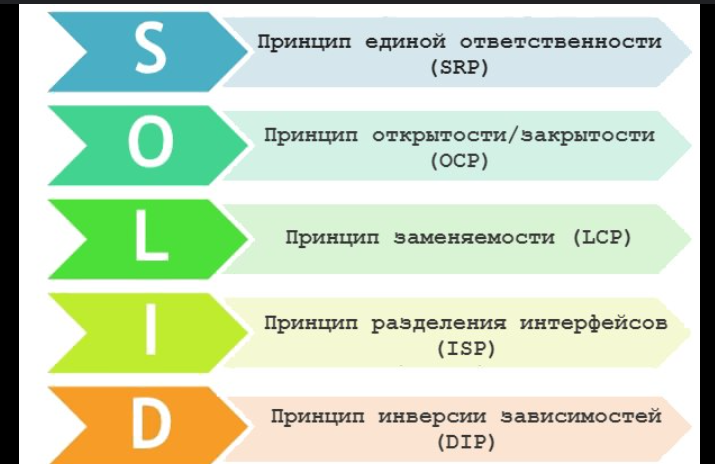 S
Принцип единой ответственности
(SRP)
O
Принцип открытости/закрытости
(OCP)
L
Принцип заменяемости (LCP)
I
Принцип разделения интерфейсов
(ISP)
D
Принцип инверсии зависимостей
(DIP)